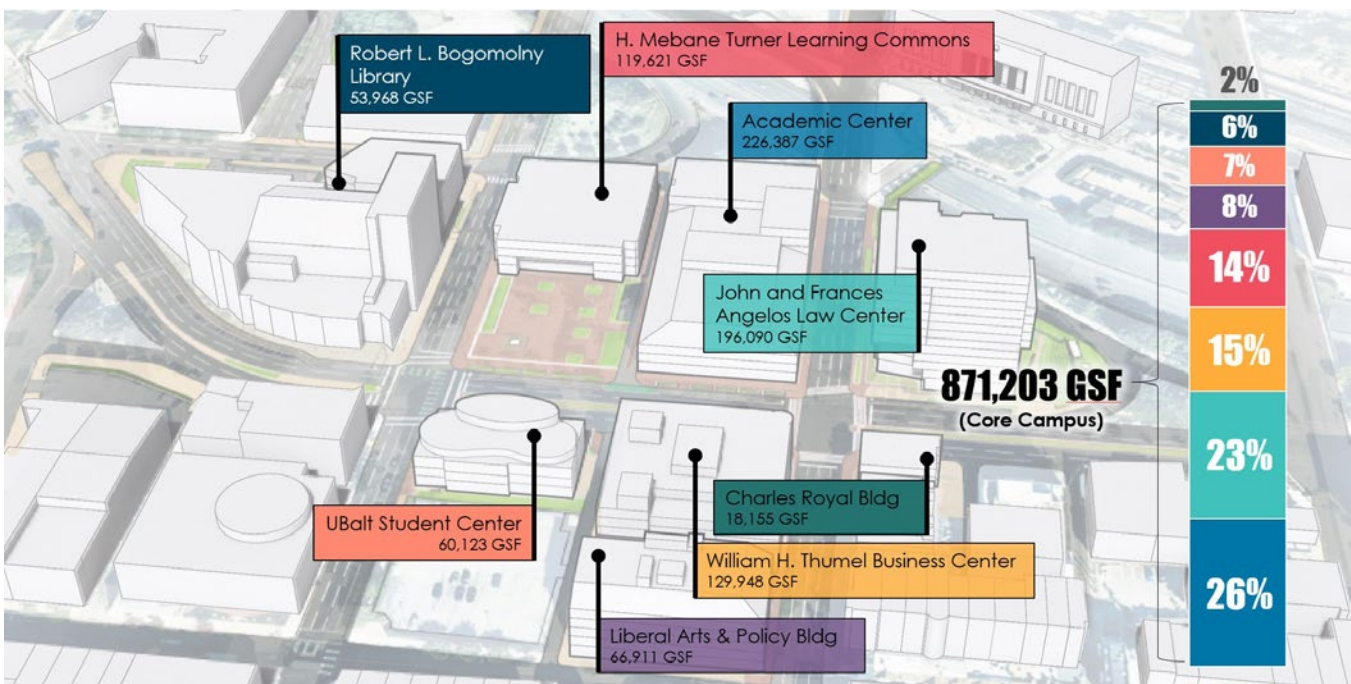 Robert L. Bogomolny
Library
53,968 GSF
H. Mebane Turner Learning Commons
119,621 GSF
Academic Center
226,387 GSF
John and Frances
Angelos Law Center
196,090 GSF
UBalt Student Center
60,123 GSF
Charles Royal Bldg
18,155 GSF
William H. Thumel Business Center
129,948 GSF
Liberal Arts & Policy Bldg
66,911 GSF
871,203 GSF
(Core Campus)
2%
6%
7%
8%
14%
15%
23%
26%